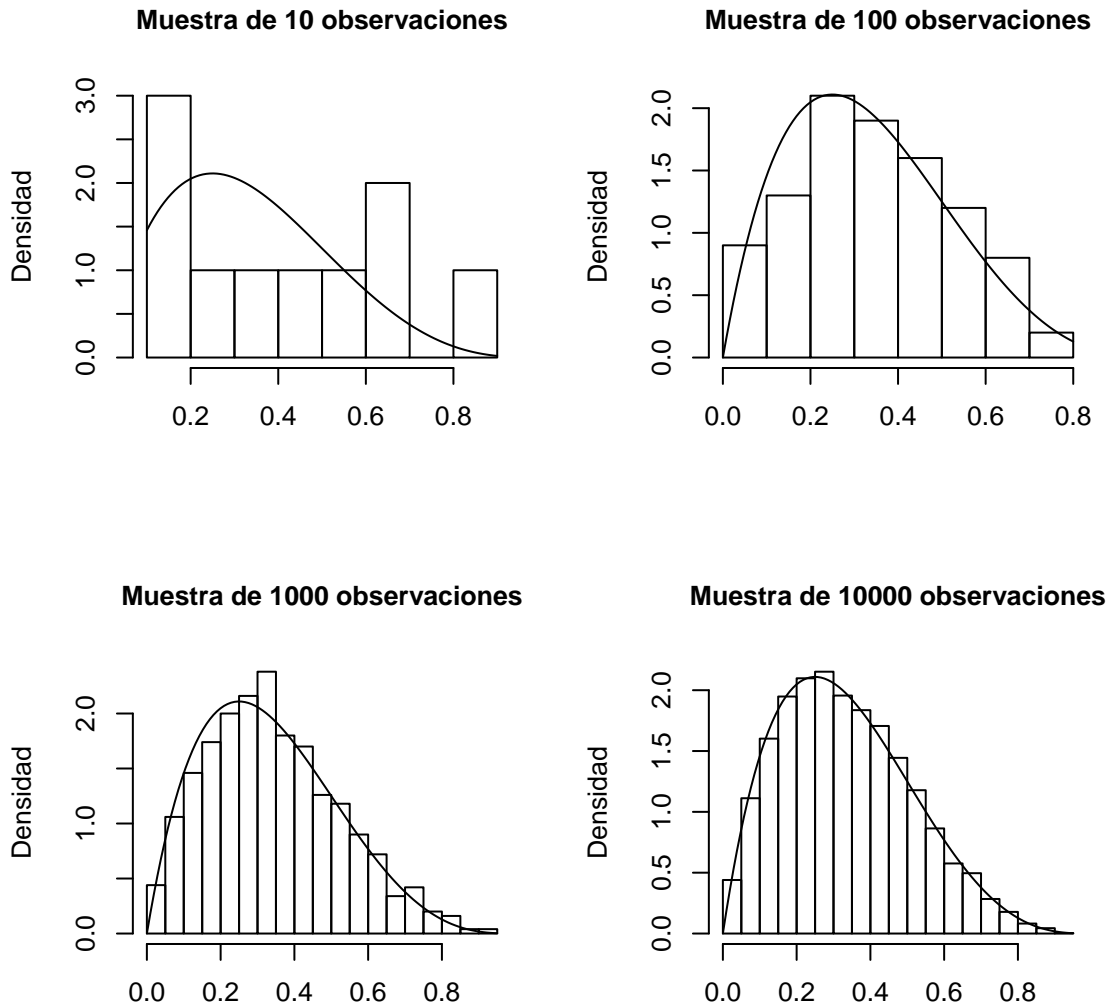 Muestra de 10 observaciones
Densidad
0.0 1.0 2.0 3.0
0.2 0.4 0.6 0.8
Muestra de 100 observaciones
Densidad
0.0 0.5 1.0 1.5 2.0
0.0 0.2 0.4 0.6 0.8
Muestra de 1000 observaciones
Densidad
0.0 1.0 2.0
0.0 0.2 0.4 0.6 0.8
Muestra de 10000 observaciones
Densidad
0.0 0.5 1.0 1.5 2.0
0.0 0.2 0.4 0.6 0.8